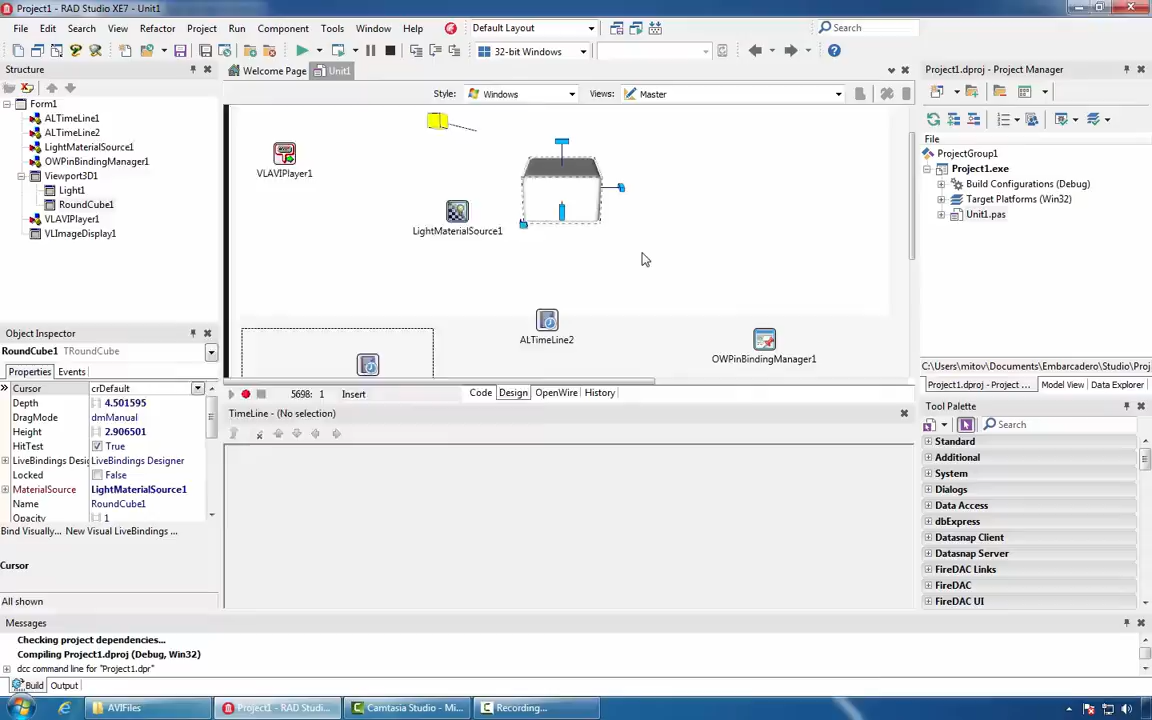 Project1 - RAD Studio XE7 - Unit1
File Edit Search View Refactor Project Run Component Tools Window Help
Default Layout
Search
32-bit Windows
Structure
Welcome Page Unit1
Project1.dproj - Project Manager
Style: Windows Views: Master
Form1
ALTimeLine1
ALTimeLine2
LightMaterialSource1
OWPinBindingManager1
Viewport3D1
Light1
RoundCube1
VLAVIPlayer1
VLImageDisplay1
VLAVIPlayer1
LightMaterialSource1
ALTimeLine2
OWPinBindingManager1
File
ProjectGroup1
Project1.exe
Build Configurations (Debug)
Target Platforms (Win32)
Unit1.pas
Object Inspector
RoundCube1 TRoundCube
Properties Events
Cursor crDefault
Depth 4.501595
DragMode dmManual
Height 2.906501
HitTest True
LiveBindings Desi LiveBindings Designer
Locked False
MaterialSource LightMaterialSource1
Name RoundCube1
Opacity 1
Bind Visually... New Visual LiveBindings ...
Cursor
All shown
5698: 1 Insert
Code Design OpenWire History
TimeLine - (No selection)
C:\Users\mitov\Documents\Embarcadero\Studio\Proj
Project1.dproj - Project ... Model View Data Explorer
Tool Palette
Search
Standard
Additional
System
Dialogs
Data Access
dbExpress
Datasnap Client
Datasnap Server
FireDAC Links
FireDAC
FireDAC UI
Messages
Checking project dependencies...
Compiling Project1.dproj (Debug, Win32)
dcc command line for "Project1.dpr"
Build Output
AVIFiles
Project1 - RAD Studi...
Camtasia Studio - Mi...
Recording...